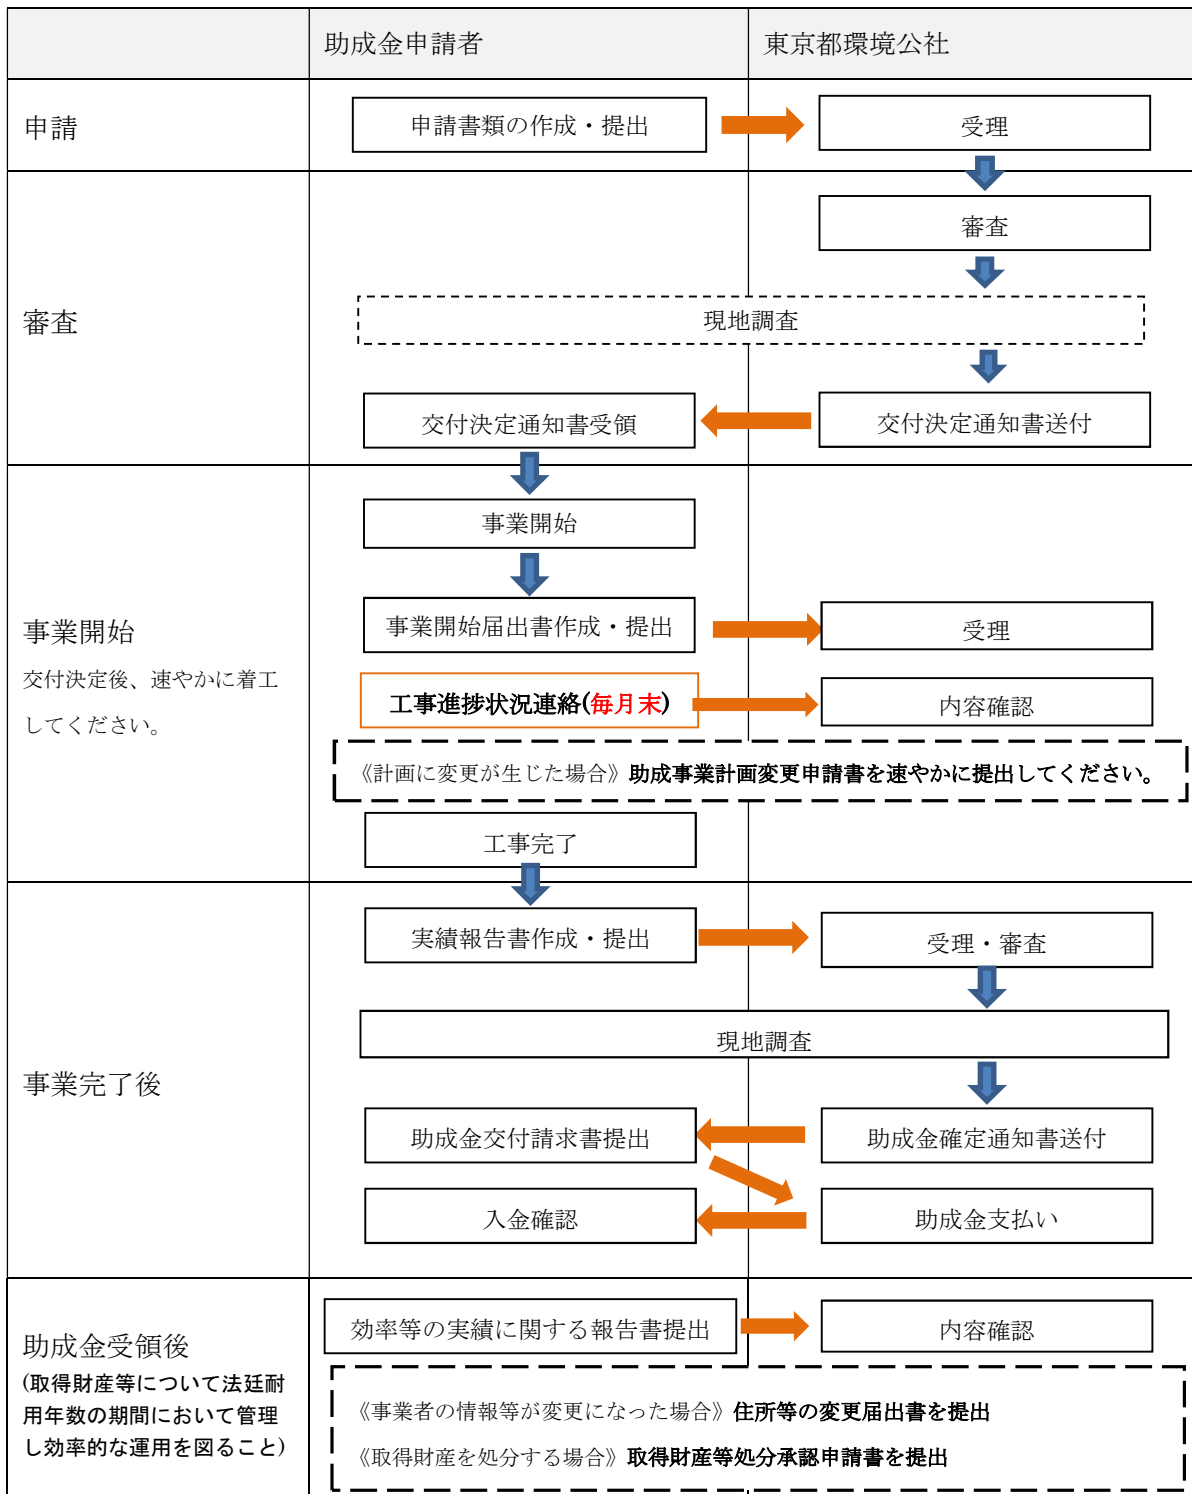 助成金申請者
東京都環境公社
申請
申請書類の作成・提出
受理
審査
審査
現地調査
交付決定通知書受領
交付決定通知書送付
事業開始
交付決定後、速やかに着工
してください。
事業開始
事業開始届出書作成・提出
受理
工事進捗状況連絡(毎月末)
内容確認
《計画に変更が生じた場合》助成事業計画変更申請書を速やかに提出してください。
工事完了
事業完了後
実績報告書作成・提出
受理・審査
現地調査
助成金交付請求書提出
助成金確定通知書送付
入金確認
助成金支払い
助成金受領後
(取得財産等について法廷耐
用年数の期間において管理
し効率的な運用を図ること)
効率等の実績に関する報告書提出
内容確認
《事業者の情報等が変更になった場合》住所等の変更届出書を提出
《取得財産を処分する場合》取得財産等処分承認申請書を提出